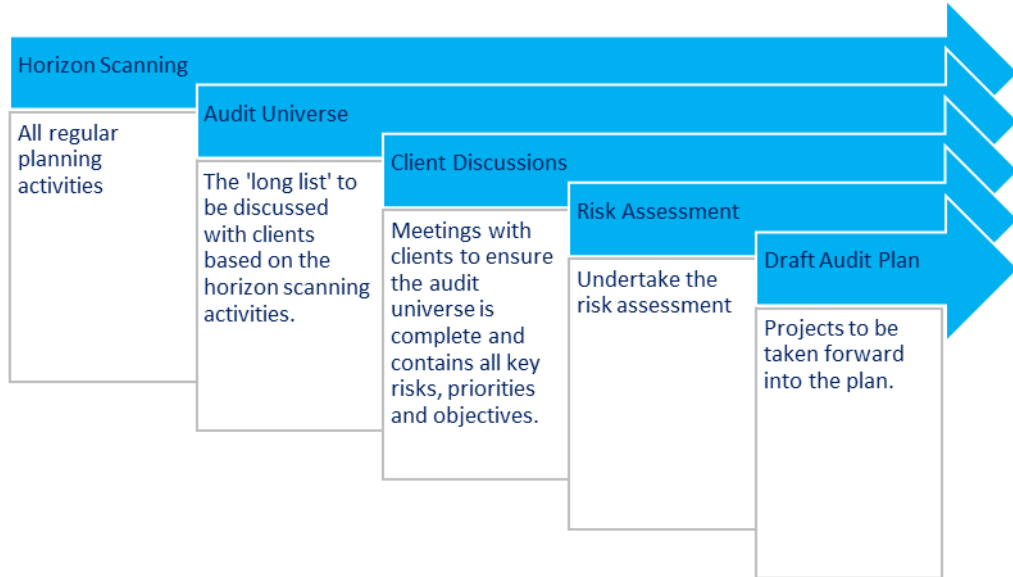 Horizon Scanning
All regular
planning
activities
Audit Universe
The 'long list' to
be discussed
with clients
based on the
horizon scanning
activities.
Client Discussions
Meetings with
clients to ensure
the audit
universe is
complete and
contains all key
risks, priorities
and objectives.
Risk Assessment
Undertake the
risk assessment
Draft Audit Plan
Projects to be
taken forward
into the plan.